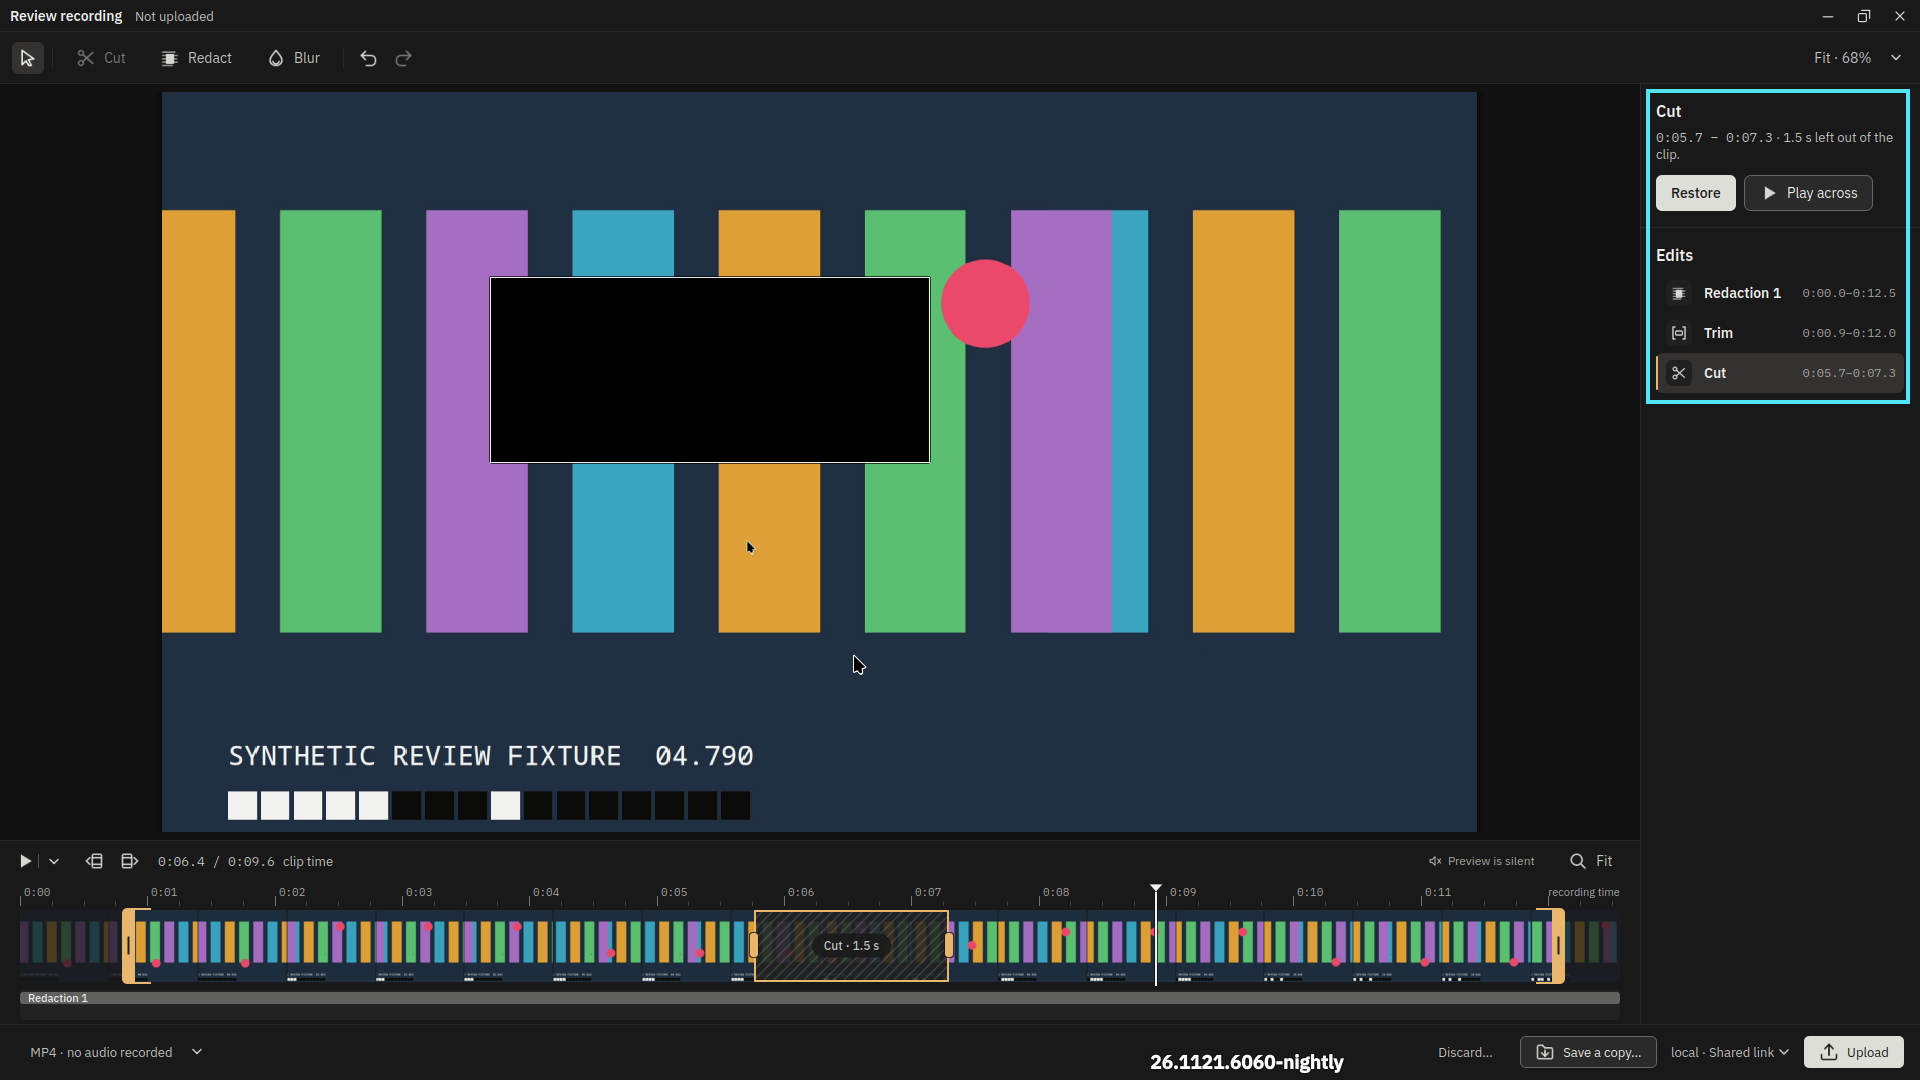 Review recording Not uploaded
Cut Redact Blur Fit · 68%
Cut
0:05.7 – 0:07.3 · 1.5 s left out of the
clip.
Restore Play across
Edits
Redaction 1 0:00.0–0:12.5
Trim 0:00.9–0:12.0
Cut 0:05.7–0:07.3
SYNTHETIC REVIEW FIXTURE 04.790
0:06.4 / 0:09.6 clip time Preview is silent Fit
0:00 0:01 0:02 0:03 0:04 0:05 0:06 0:07 0:08 0:09 0:10 0:11 recording time
Cut · 1.5 s
Redaction 1
MP4 · no audio recorded 26.1121.6060-nightly Discard... Save a copy... local · Shared link Upload